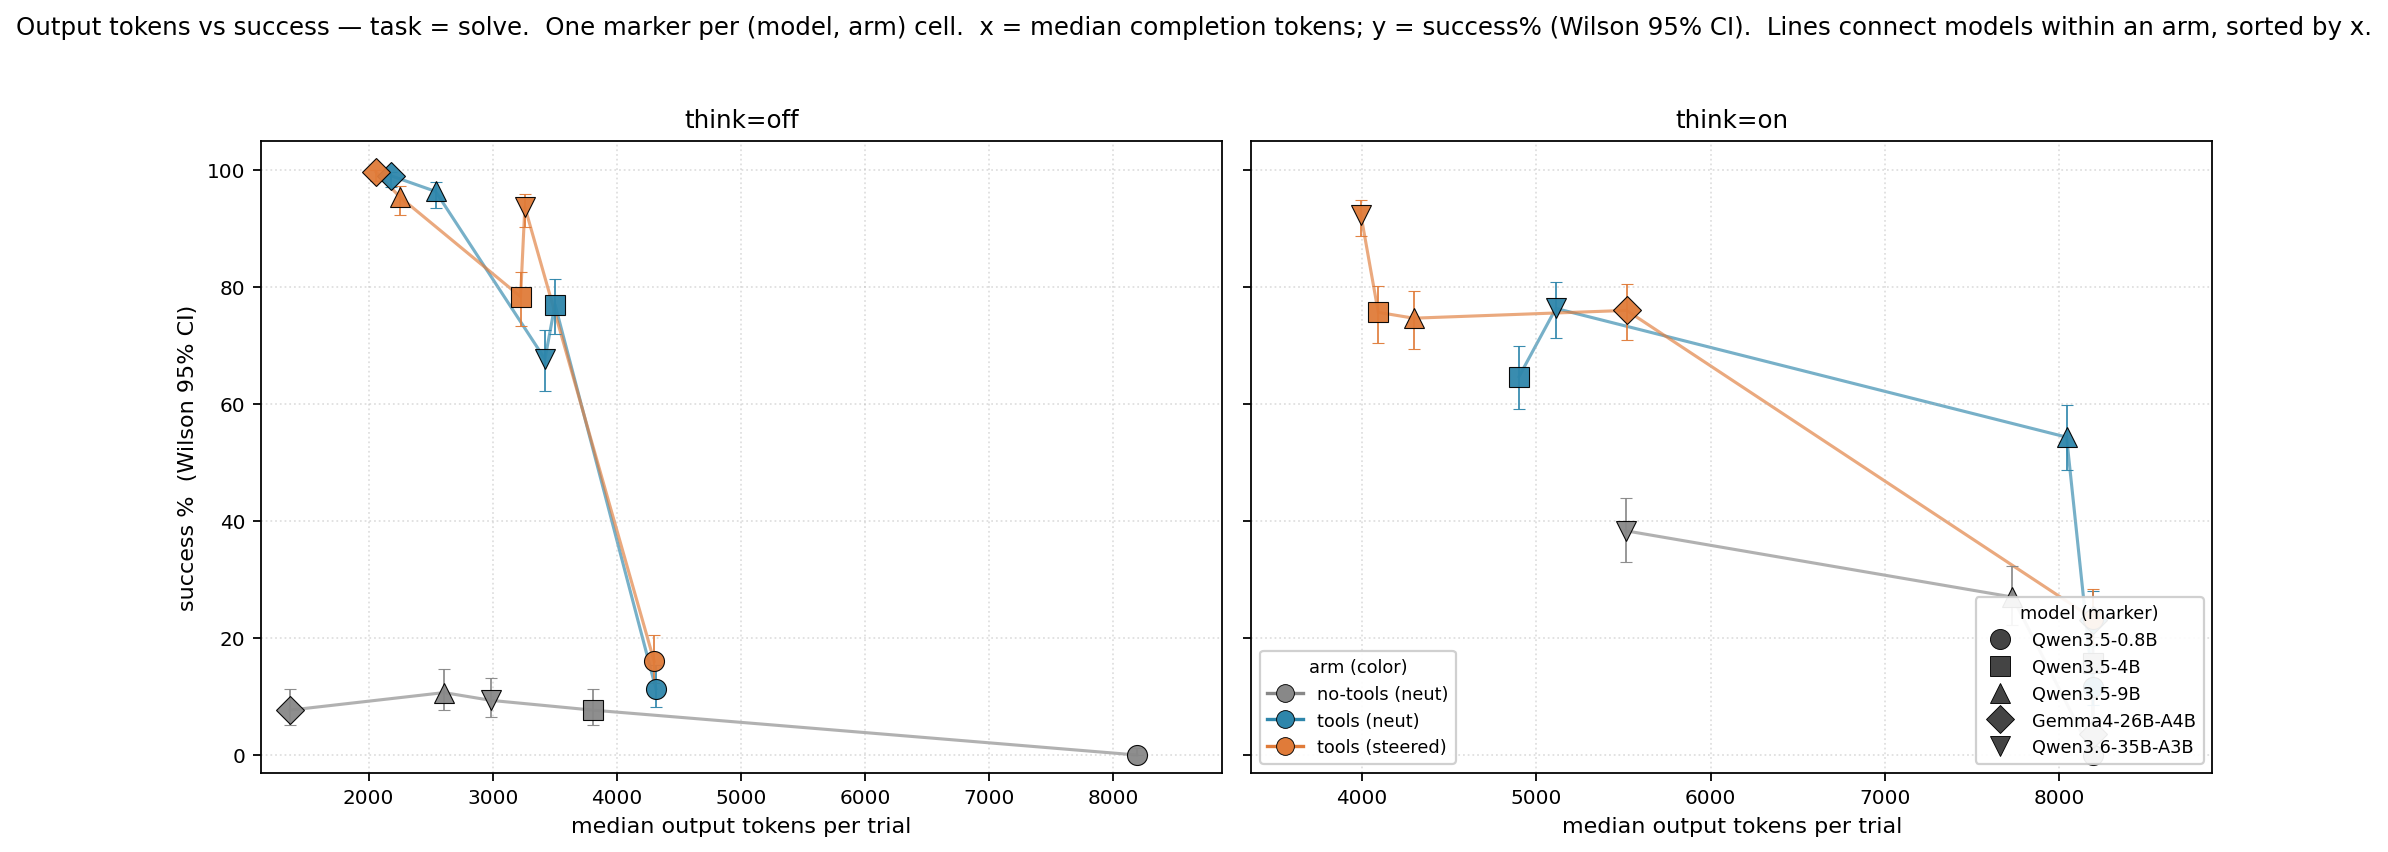 Output tokens vs success — task = solve.  One marker per (model, arm) cell.  x = median completion tokens; y = success% (Wilson 95% CI).  Lines connect models within an arm, sorted by x.
think=off
think=on
success %  (Wilson 95% CI)
100
80
60
40
20
0
2000 3000 4000 5000 6000 7000 8000
median output tokens per trial
arm (color)
no-tools (neut)
tools (neut)
tools (steered)
model (marker)
Qwen3.5-0.8B
Qwen3.5-4B
Qwen3.5-9B
Gemma4-26B-A4B
Qwen3.6-35B-A3B
4000 5000 6000 7000 8000
median output tokens per trial